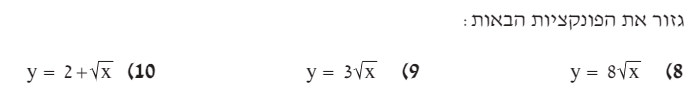 גזור את הפונקציות הבאות:
8) y = 8√x 9) y = 3√x 10) y = 2+√x